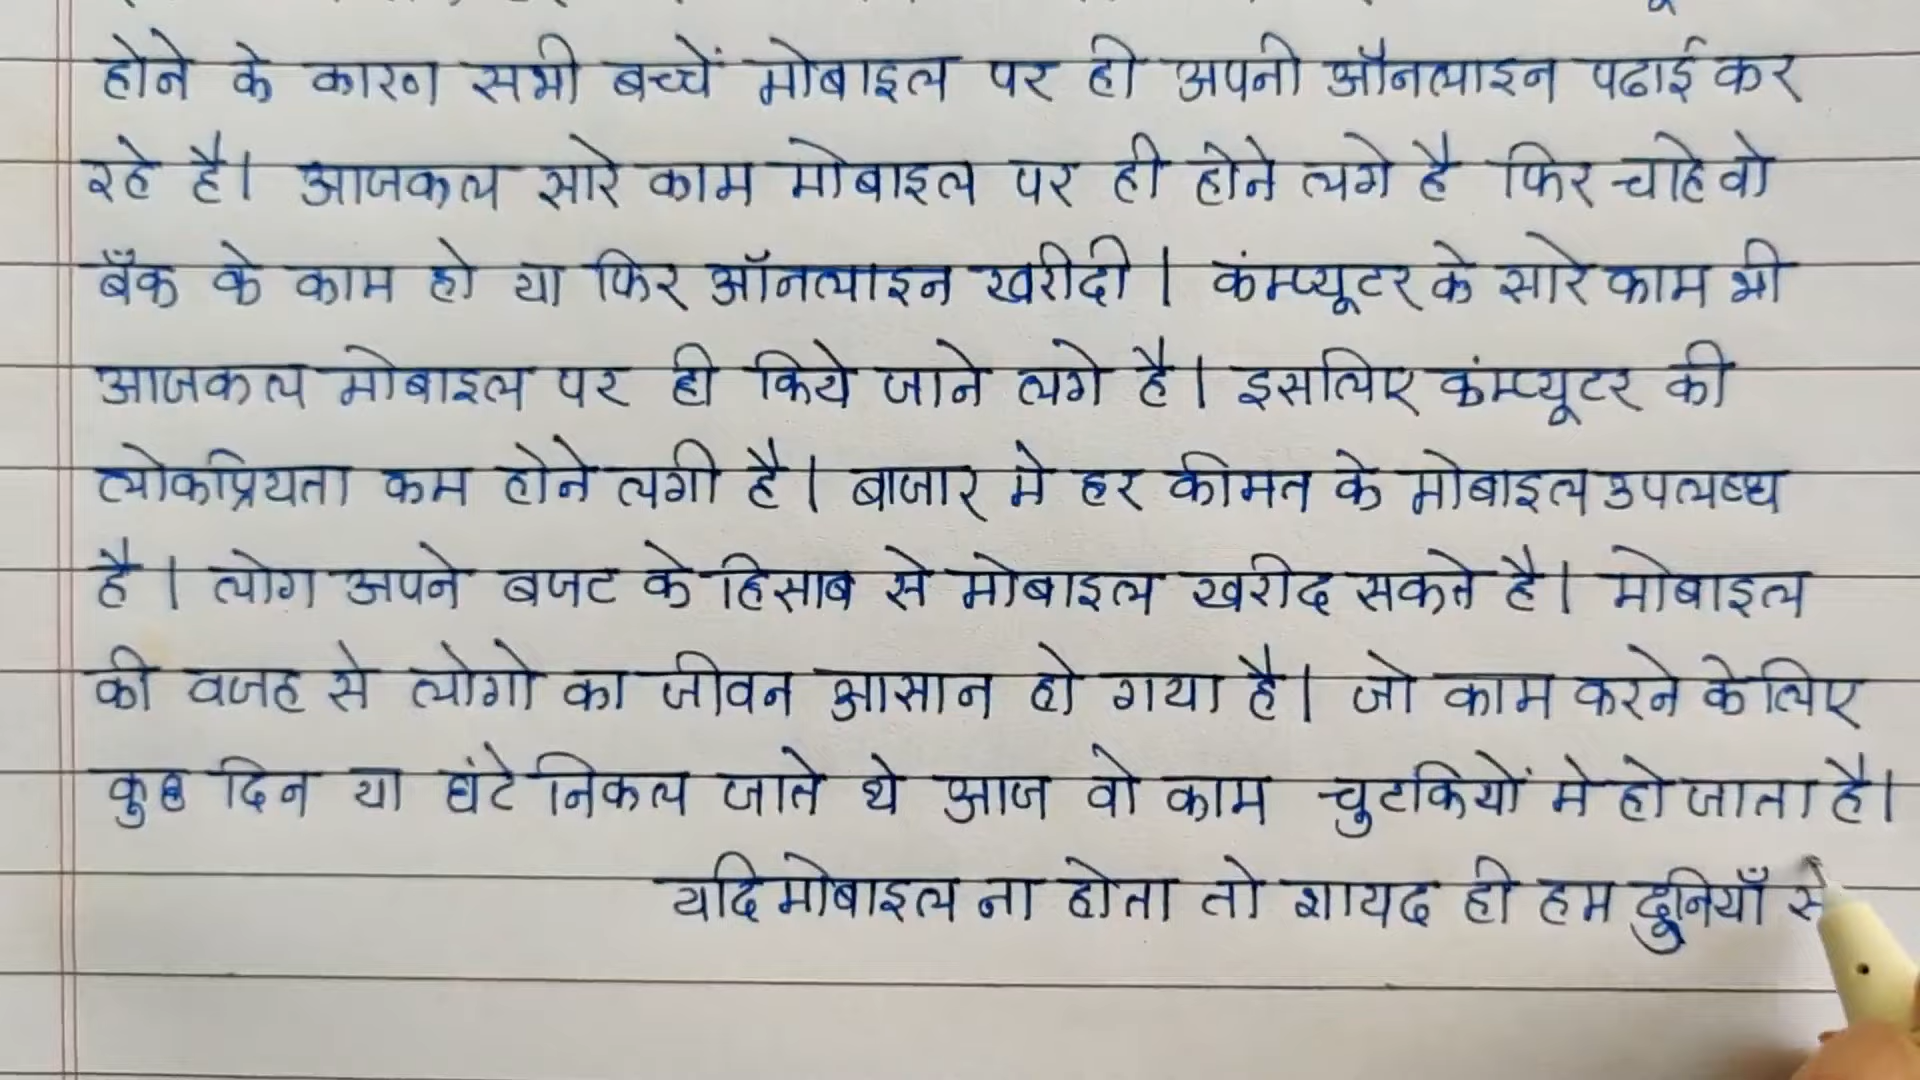 होने के कारण सभी बच्चें मोबाइल पर ही अपनी औनलाइन पढाई कर
रहे है। आजकल सारे काम मोबाइल पर ही होने लगे है फिर चाहे वो
बैंक के काम हो या फिर ऑनलाइन खरीदी। कंम्प्यूटर के सारे काम भी
आजकल मोबाइल पर ही किये जाने लगे है। इसलिए कंम्प्यूटर की
लोकप्रियता कम होने लगी है। बाजार मे हर कीमत के मोबाइल उपलब्ध
है। लोग अपने बजट के हिसाब से मोबाइल खरीद सकते है। मोबाइल
की वजह से लोगो का जीवन आसान हो गया है। जो काम करने के लिए
कुछ दिन या घंटे निकल जाते थे आज वो काम चुटकियों मे हो जाता है।
यदि मोबाइल ना होता तो शायद ही हम दुनियाँ से